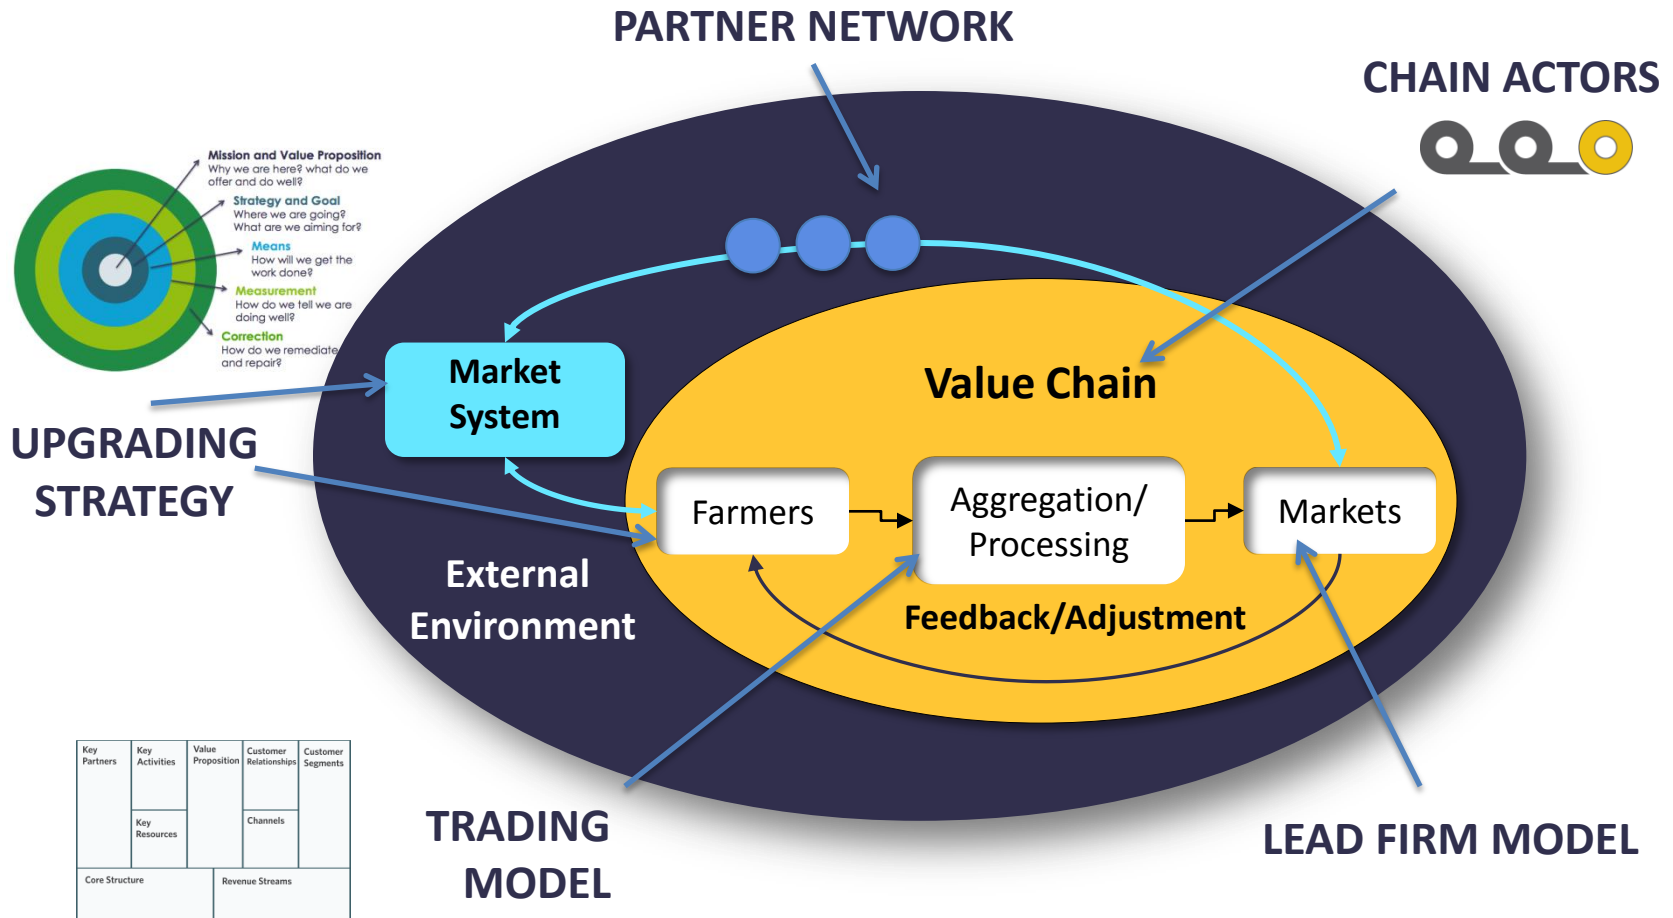 PARTNER NETWORK
CHAIN ACTORS
Mission and Value Proposition
Why we are here? what do we
offer and do well?
Strategy and Goal
Where we are going?
What are we aiming for?
Means
How will we get the
work done?
Measurement
How do we tell we are
doing well?
Correction
How do we remediate
and repair?
Market
System
Value Chain
UPGRADING
STRATEGY
Farmers
Aggregation/
Processing
Markets
External
Environment
Feedback/Adjustment
Key
Partners
Key
Activities
Value
Proposition
Customer
Relationships
Customer
Segments
Key
Resources
Channels
Core Structure
Revenue Streams
TRADING
MODEL
LEAD FIRM MODEL